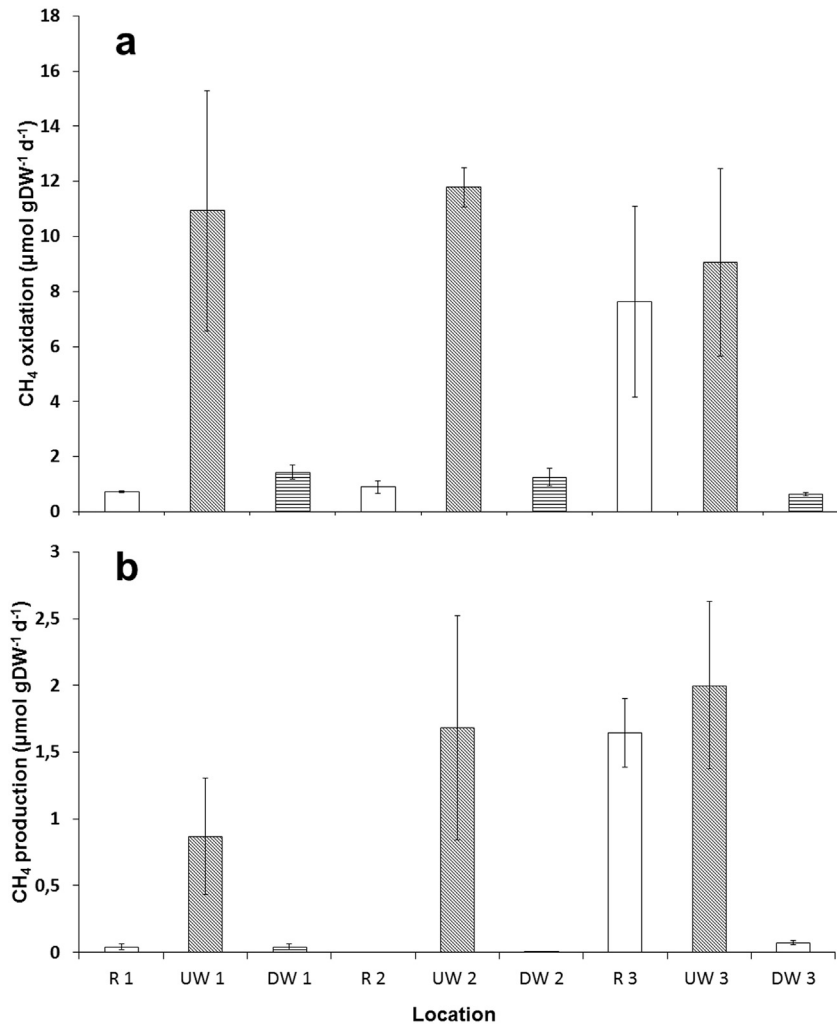 a
18
16
14
12
10
8
6
4
2
0
CH₄ oxidation (µmol gDW⁻¹ d⁻¹)
b
3
2,5
2
1,5
1
0,5
0
CH₄ production (µmol gDW⁻¹ d⁻¹)
R 1 UW 1 DW 1 R 2 UW 2 DW 2 R 3 UW 3 DW 3
Location